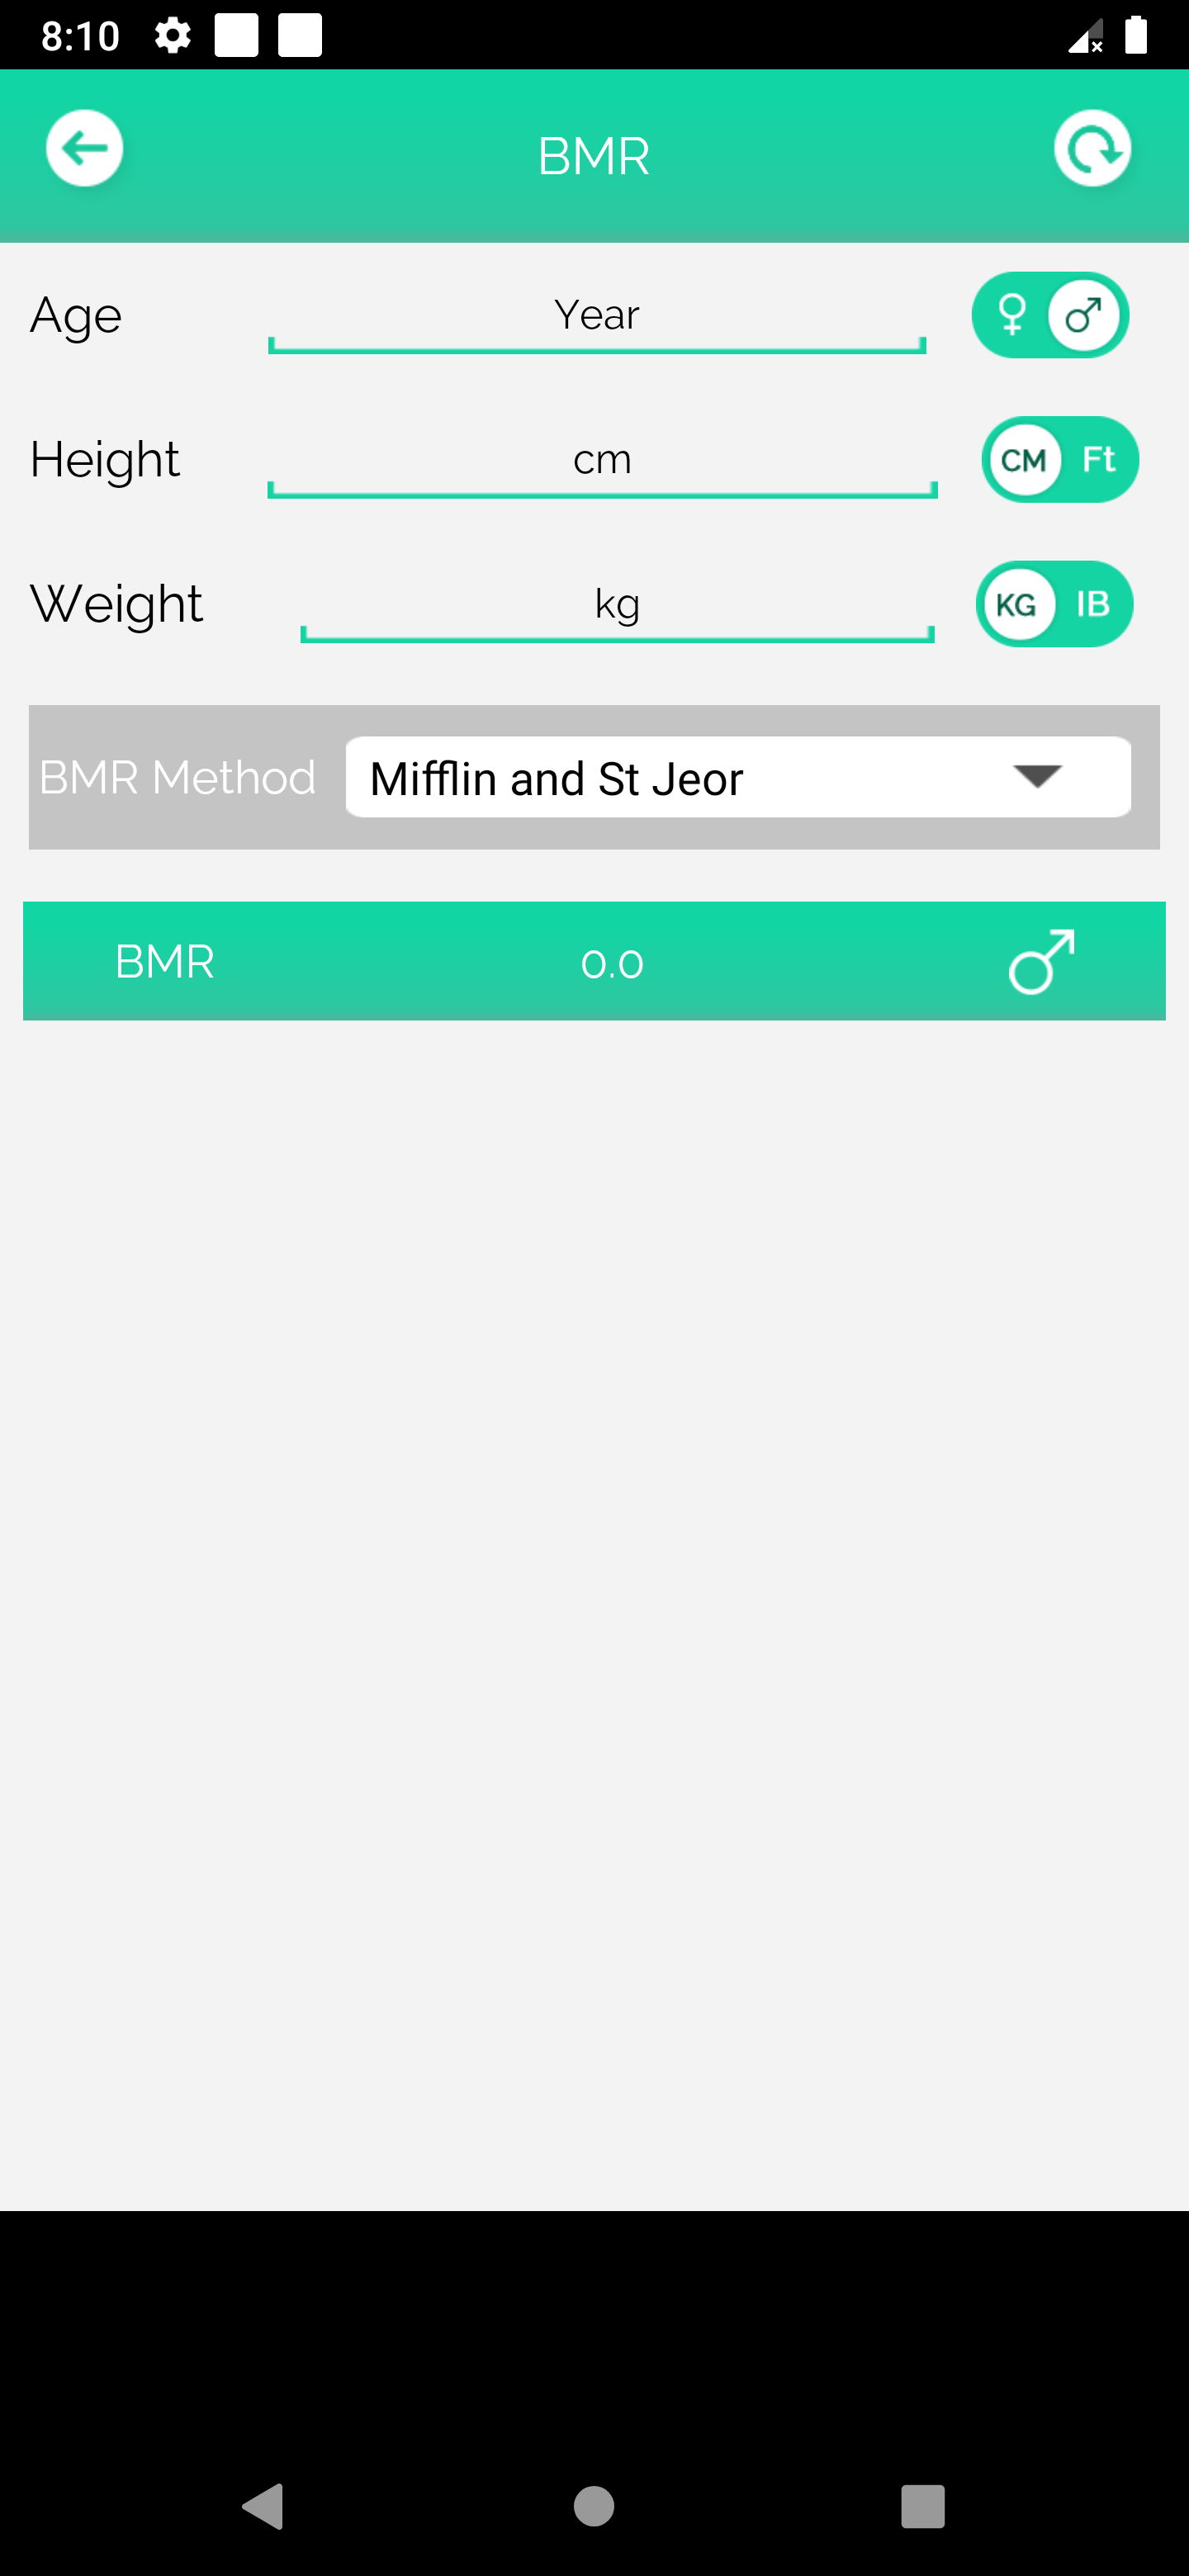 8:10
BMR
Age Year
Height cm CM Ft
Weight kg KG IB
BMR Method Mifflin and St Jeor
BMR 0.0